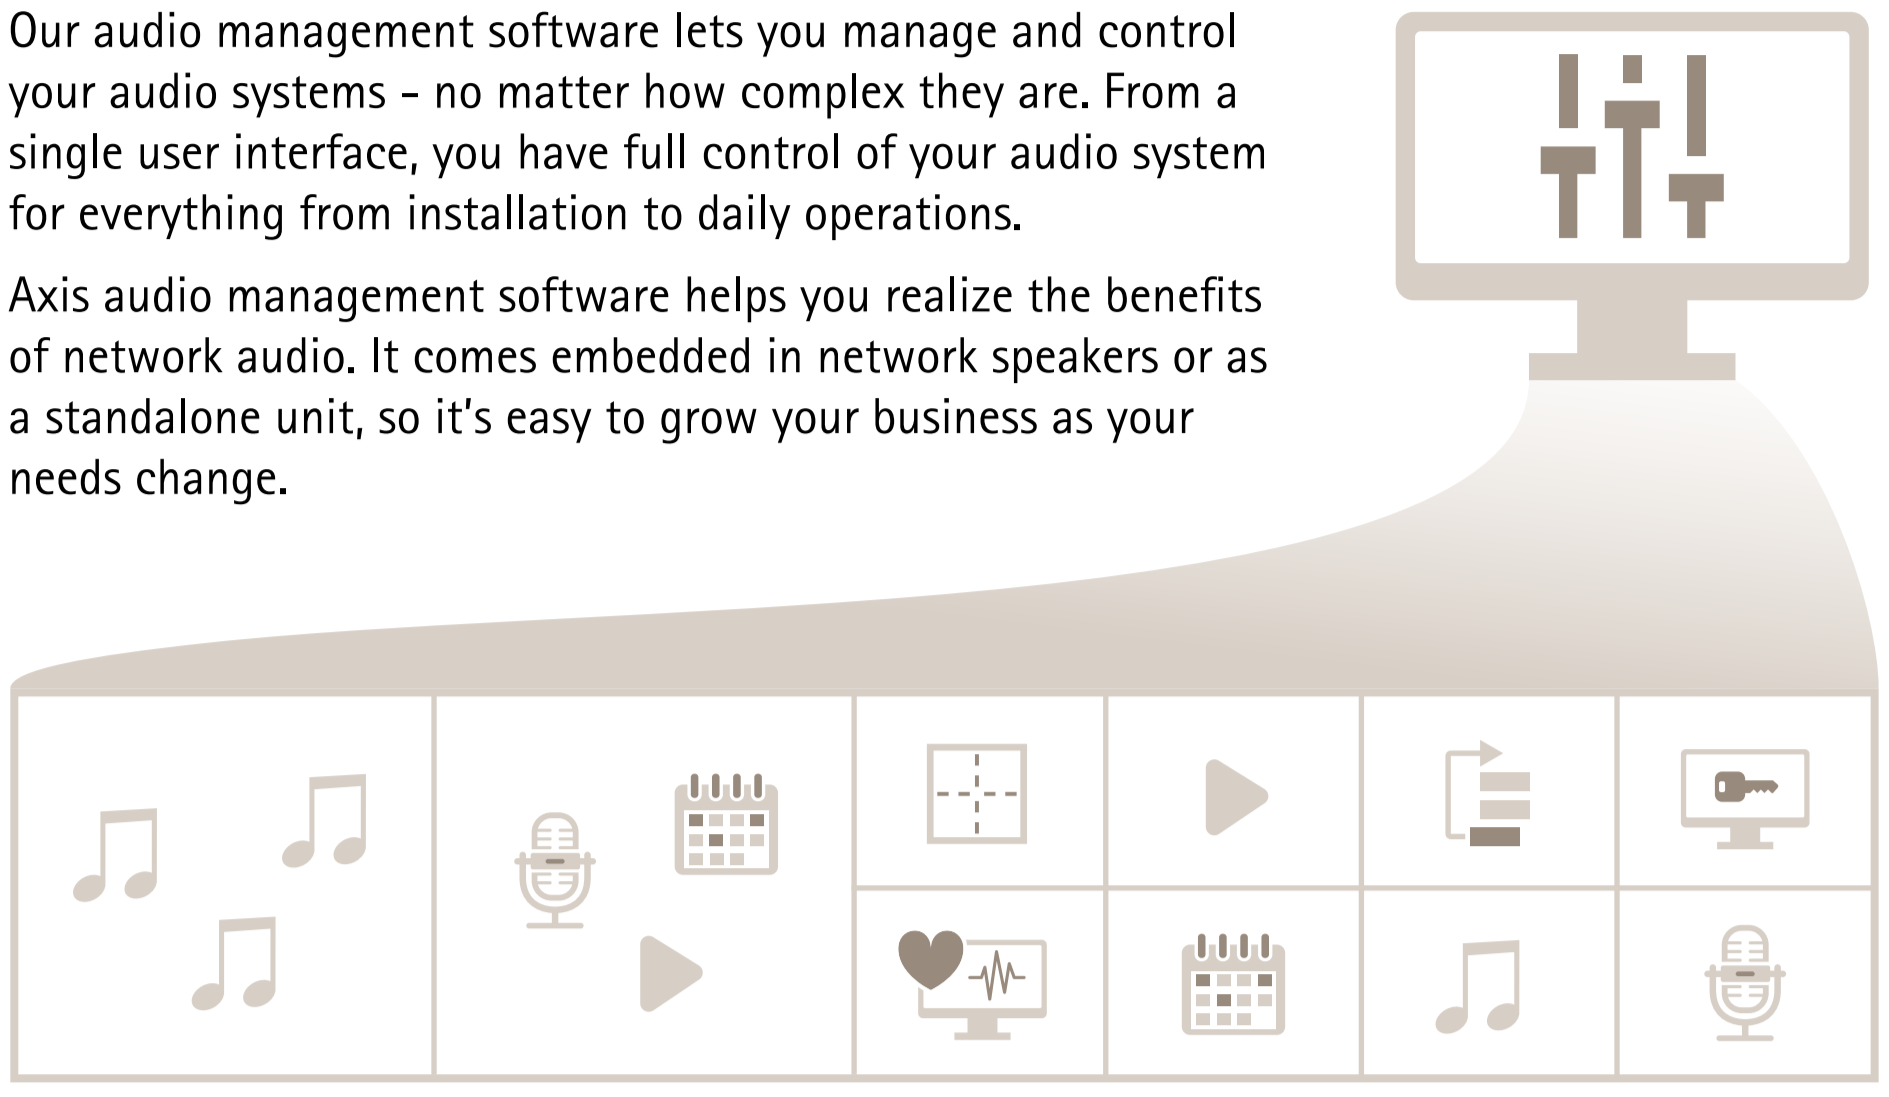 Our audio management software lets you manage and control
your audio systems - no matter how complex they are. From a
single user interface, you have full control of your audio system
for everything from installation to daily operations.
Axis audio management software helps you realize the benefits
of network audio. It comes embedded in network speakers or as
a standalone unit, so it's easy to grow your business as your
needs change.